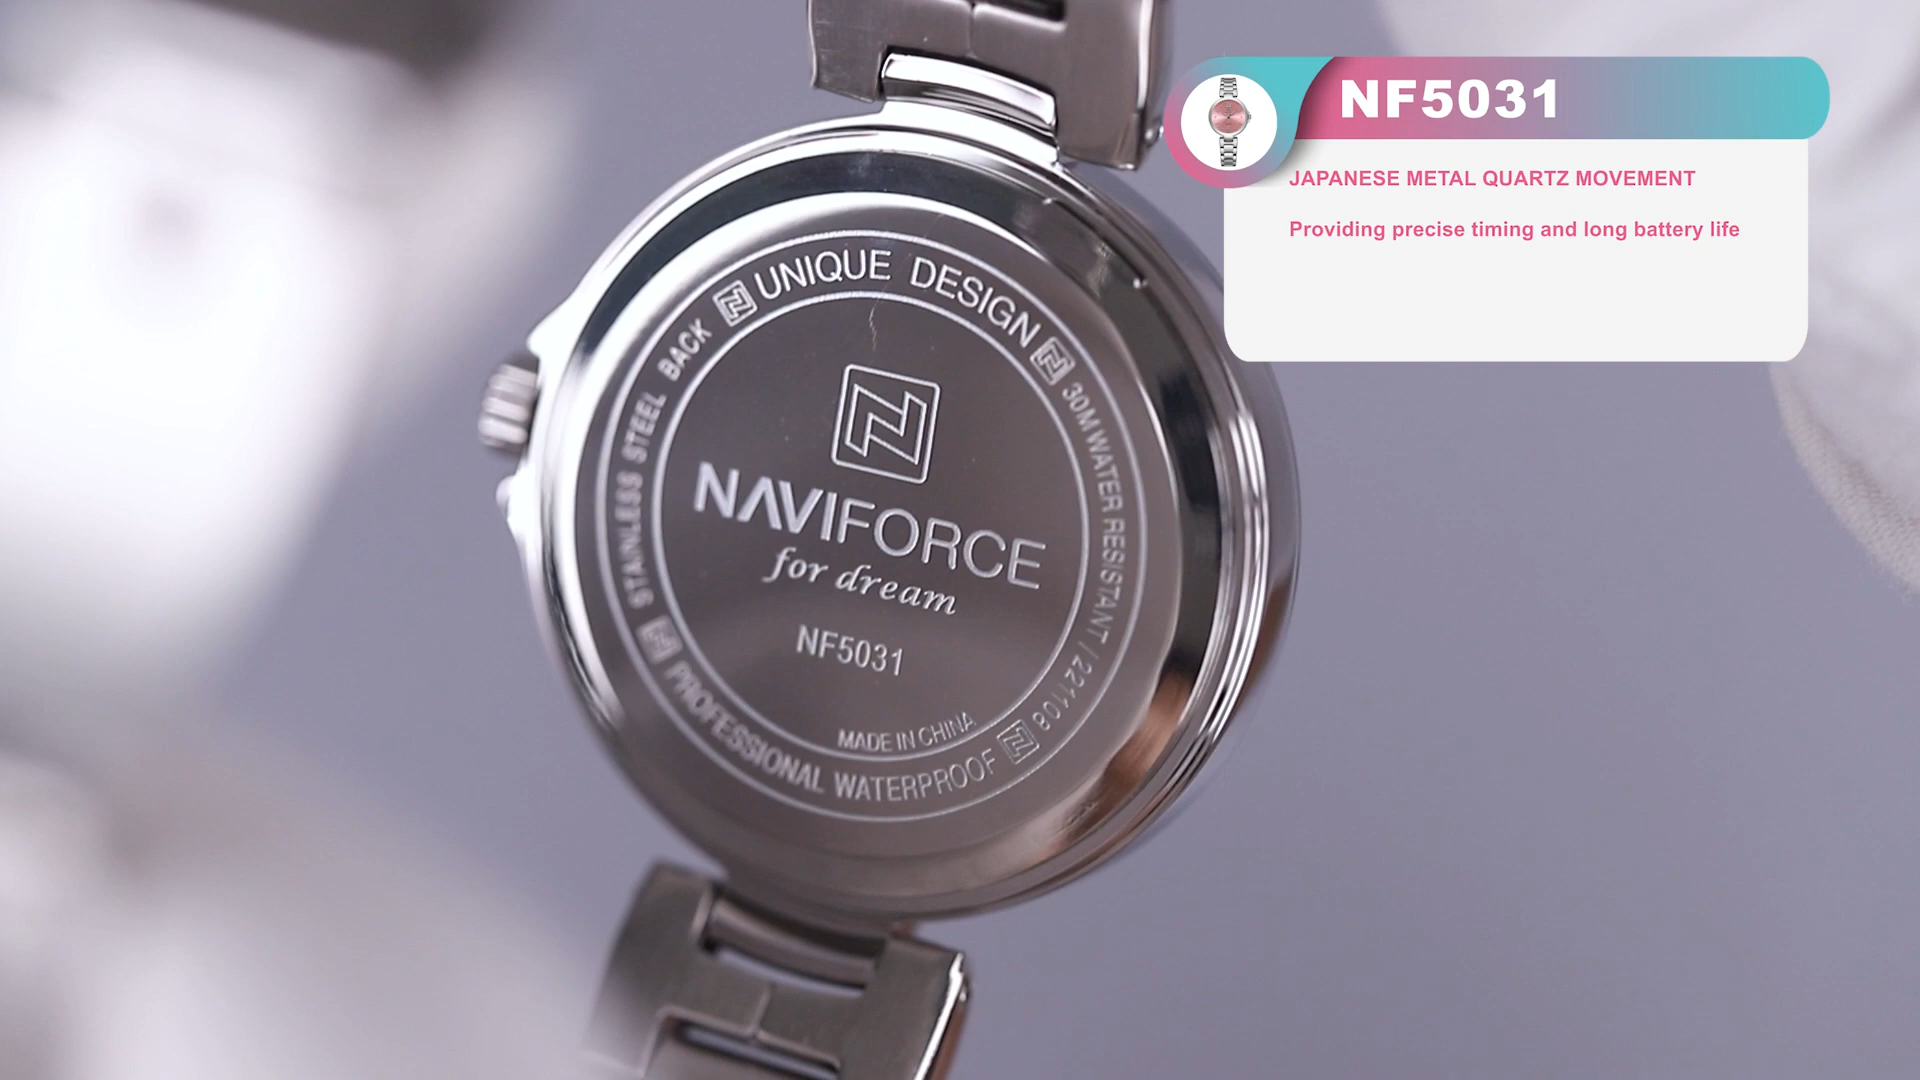 NF5031
JAPANESE METAL QUARTZ MOVEMENT
Providing precise timing and long battery life
UNIQUE DESIGN
30M WATER RESISTANT / 221108
PROFESSIONAL WATERPROOF
STAINLESS STEEL BACK
NAVIFORCE
for dream
NF5031
MADE IN CHINA